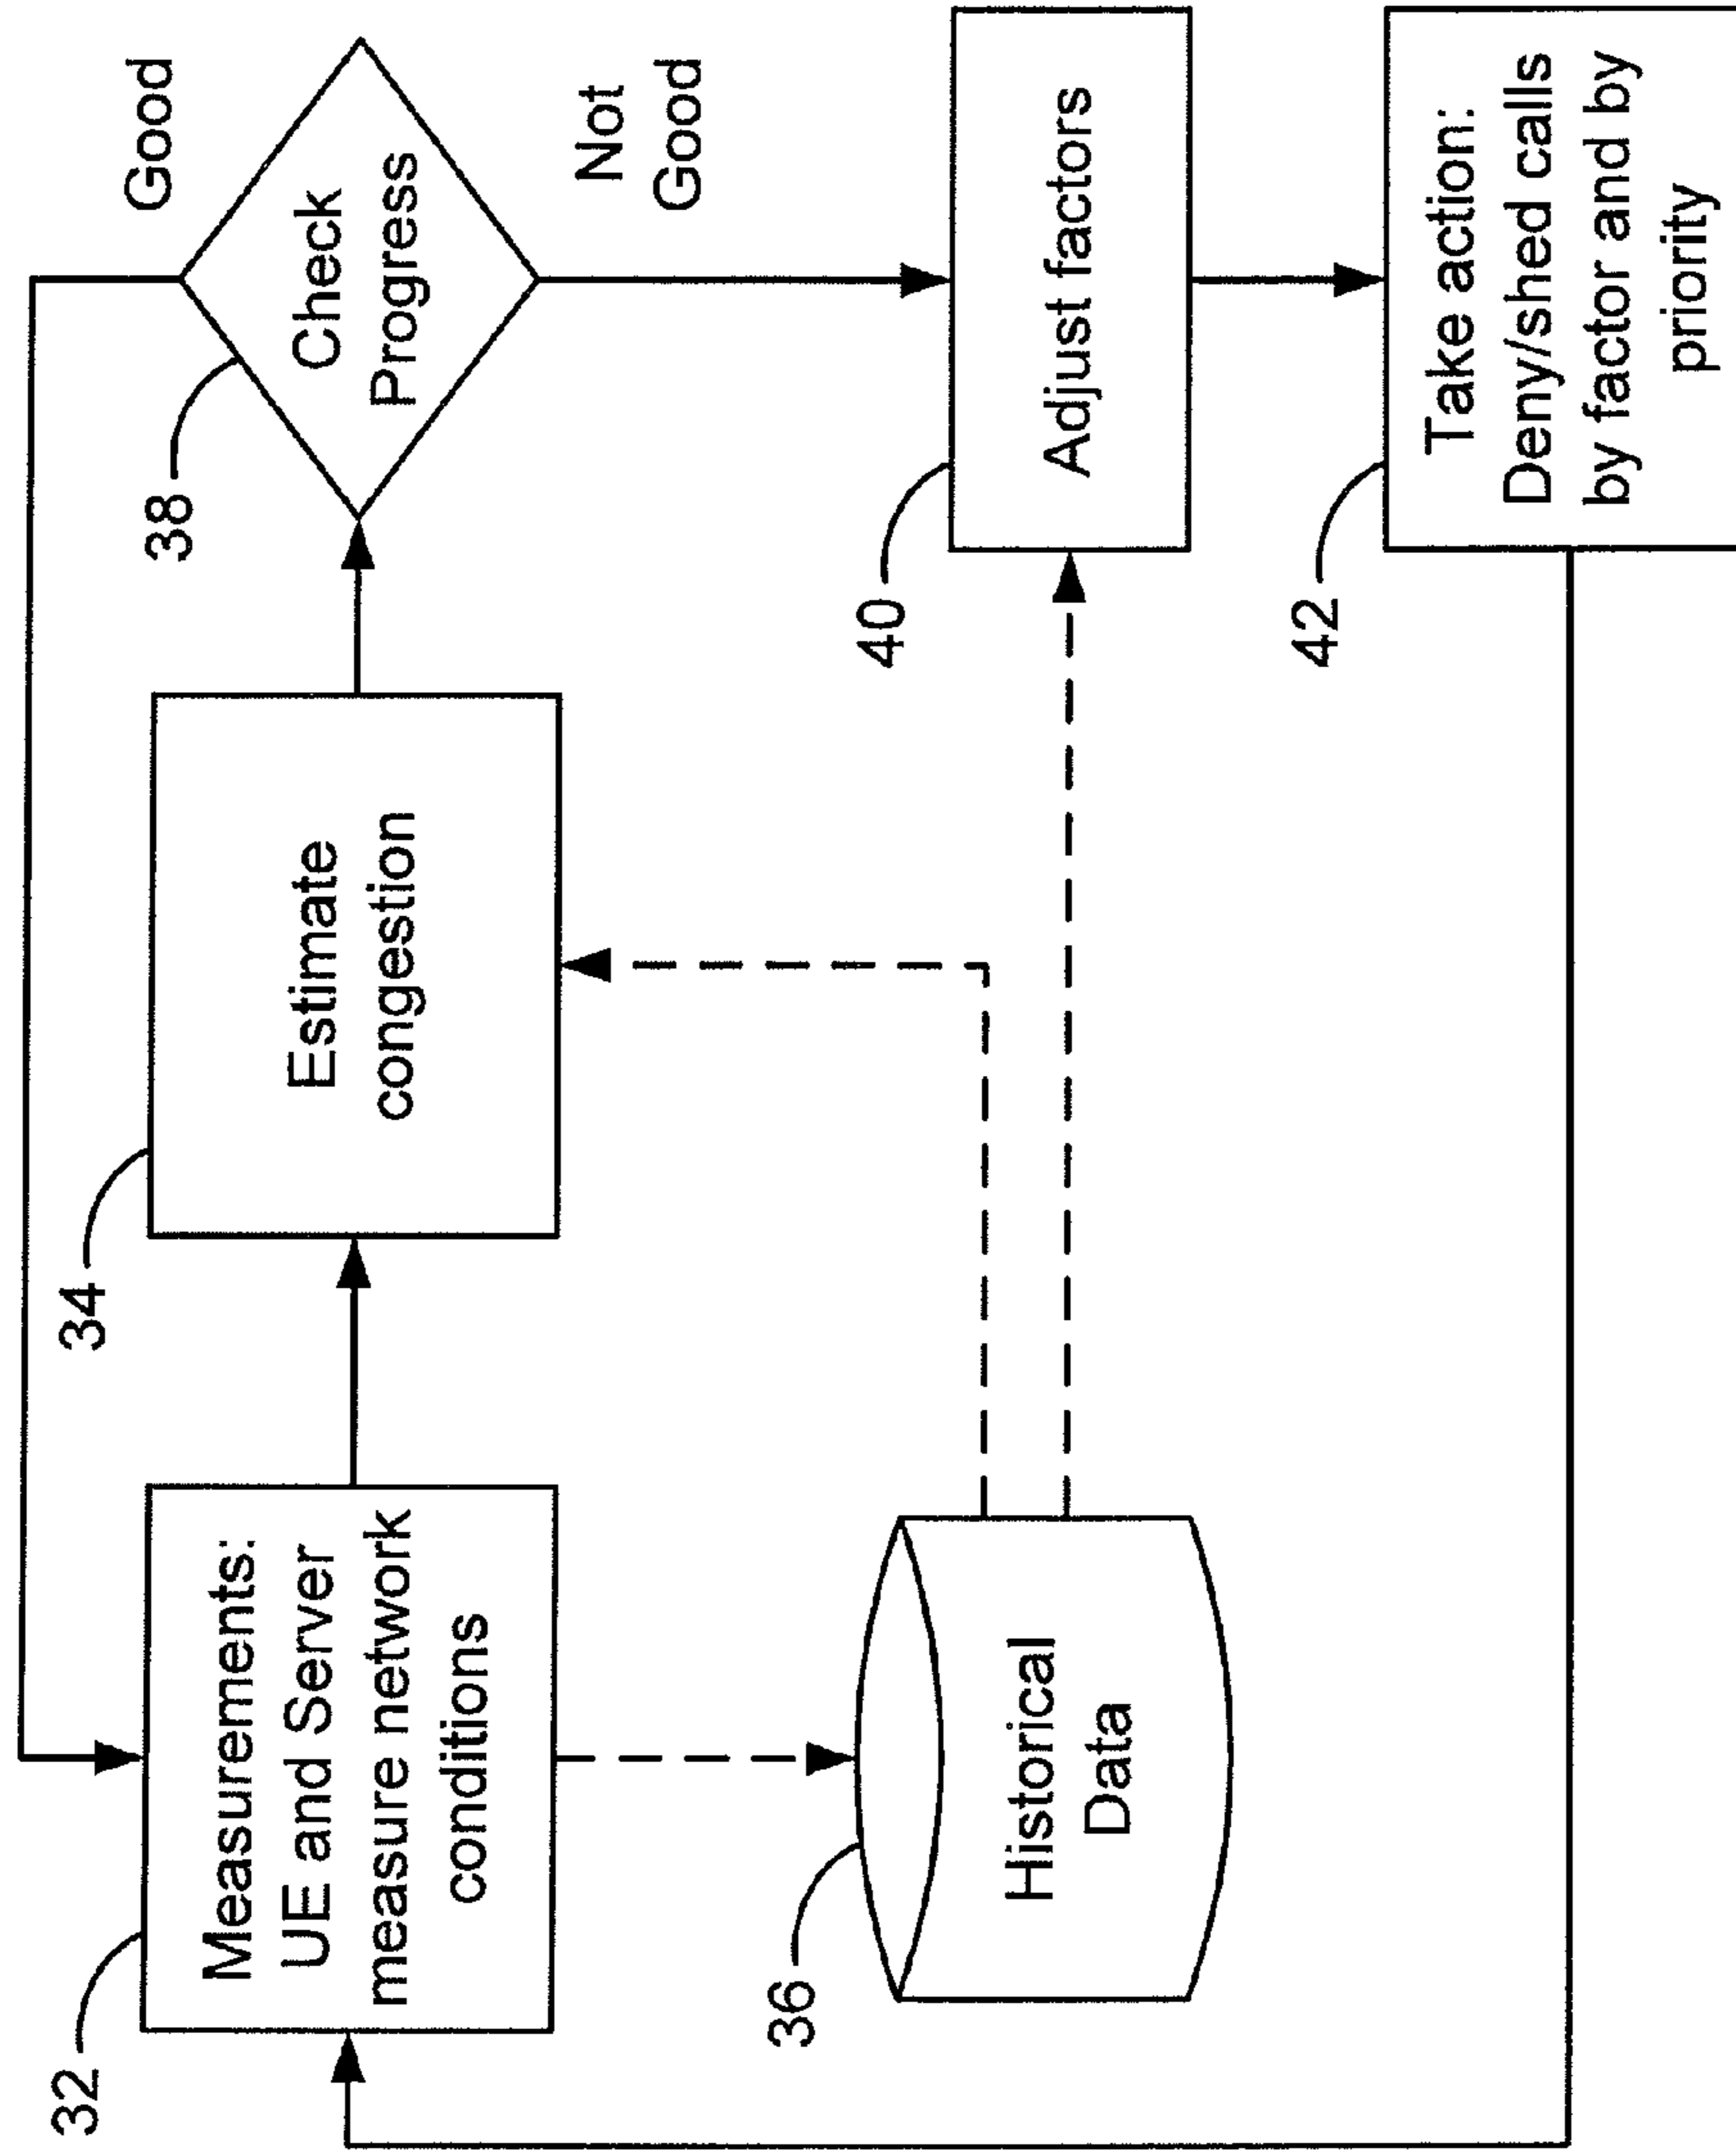 32
Measurements:
UE and Server
measure network
conditions
34
Estimate
congestion
38
Check
Progress
Good
Not
Good
36
Historical
Data
40
Adjust factors
42
Take action:
Deny/shed calls
by factor and by
priority